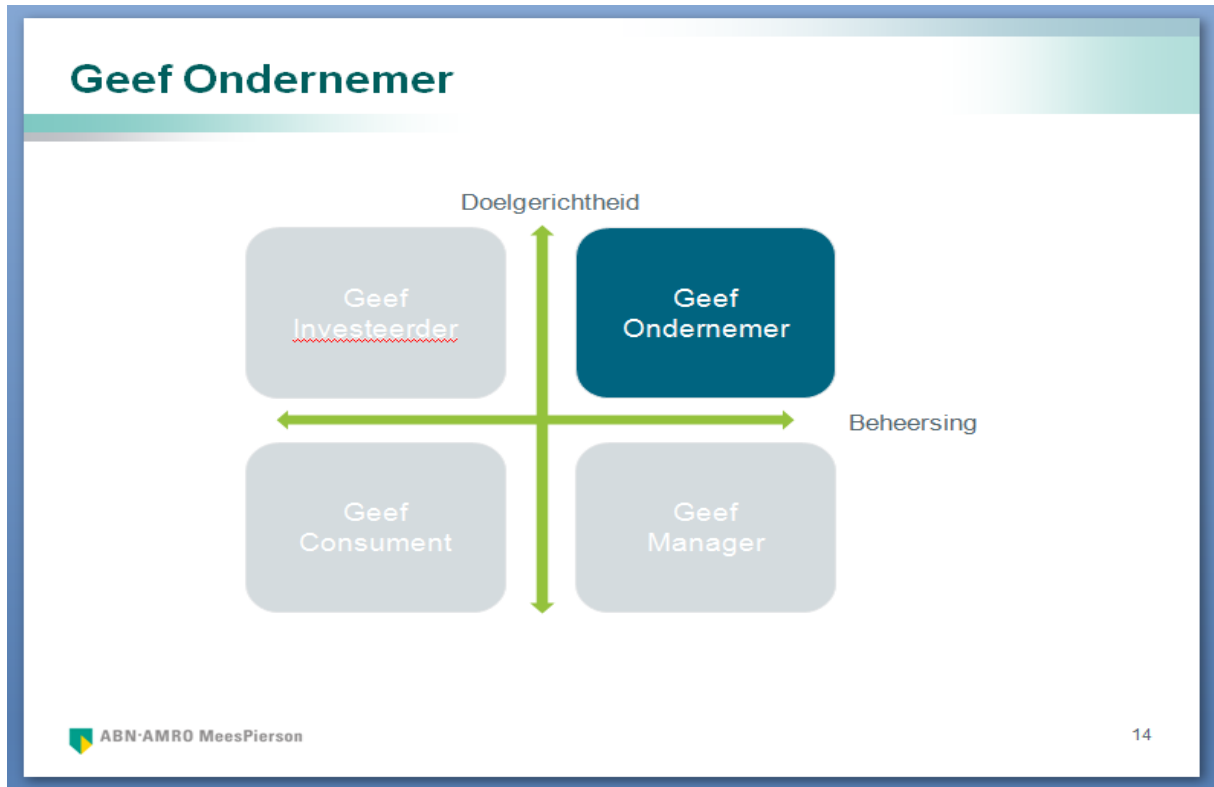 Geef Ondernemer
Doelgerichtheid
Geef
Investeerder
Geef
Ondernemer
Beheersing
Geef
Consument
Geef
Manager
ABN·AMRO MeesPierson
14